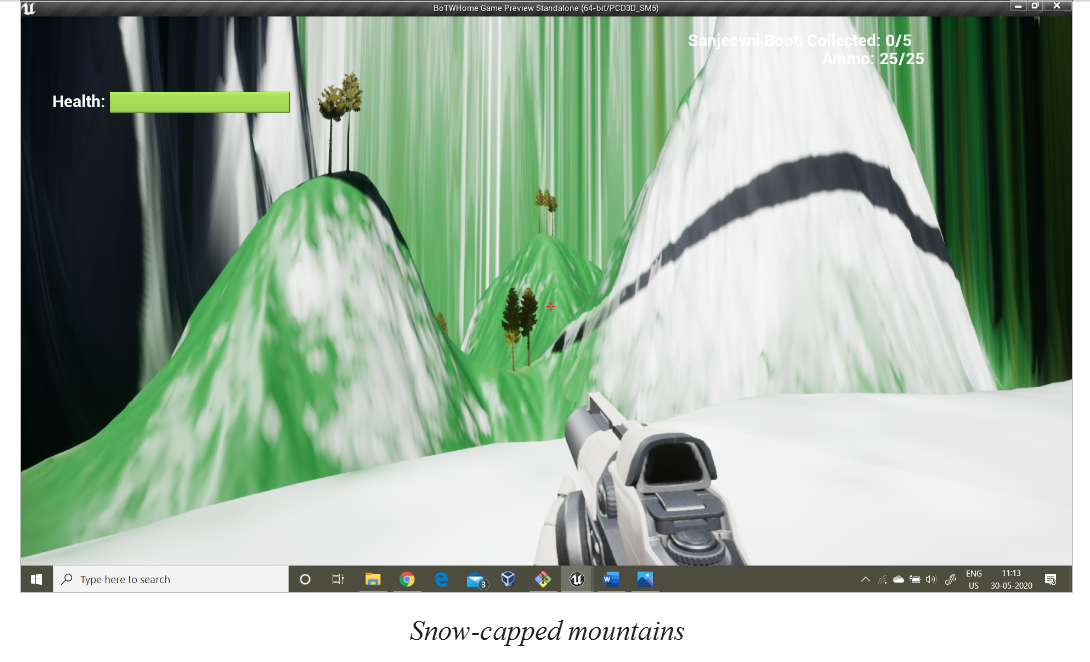 BoTWHome Game Preview Standalone (64-bit/PCD3D_SM5)
Sanjeevni Booti Collected: 0/5
Ammo: 25/25
Health:
Type here to search
3
ENG
US
11:13
30-05-2020
Snow-capped mountains